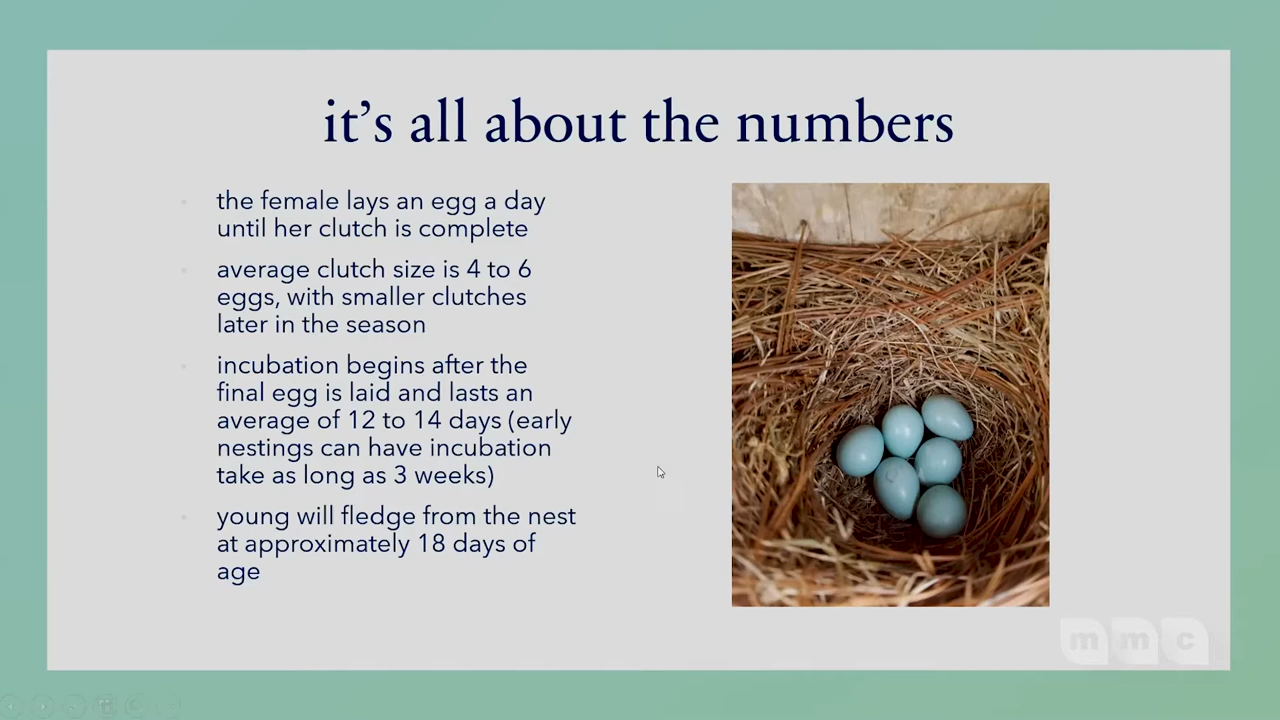 it's all about the numbers
the female lays an egg a day
until her clutch is complete
average clutch size is 4 to 6
eggs, with smaller clutches
later in the season
incubation begins after the
final egg is laid and lasts an
average of 12 to 14 days (early
nestings can have incubation
take as long as 3 weeks)
young will fledge from the nest
at approximately 18 days of
age
mmc